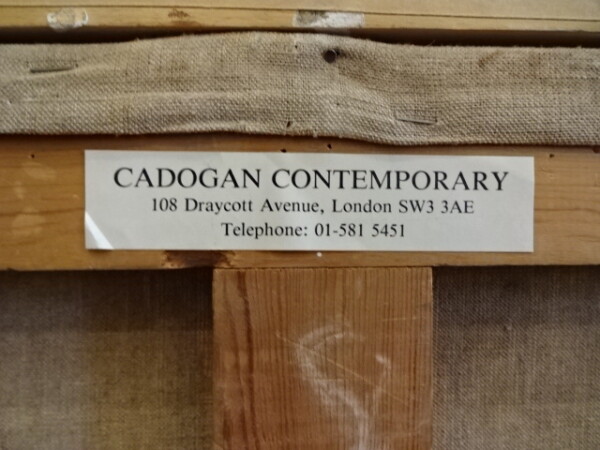 CADOGAN CONTEMPORARY
108 Draycott Avenue, London SW3 3AE
Telephone: 01-581 5451